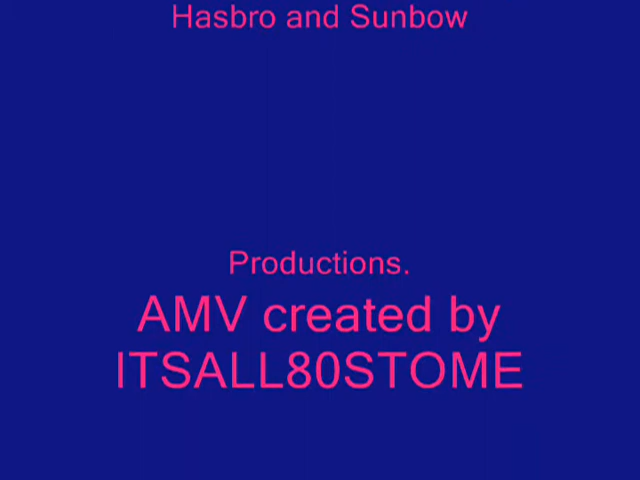 Hasbro and Sunbow
Productions.
AMV created by
ITSALL80STOME